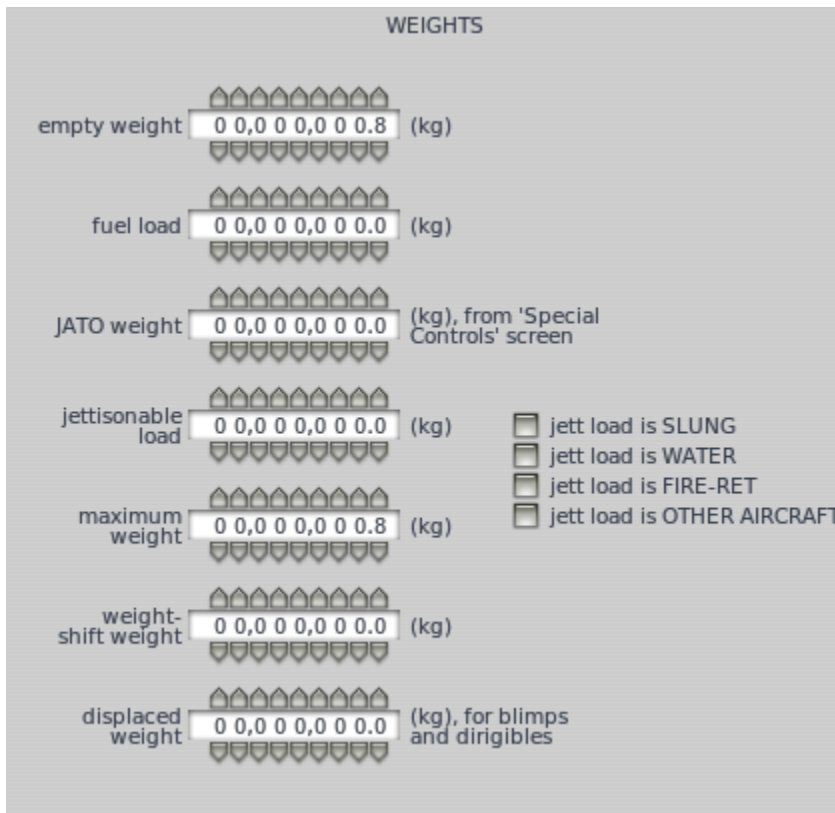 WEIGHTS
empty weight 0 0,0 0 0,0 0 0.8 (kg)
fuel load 0 0,0 0 0,0 0 0.0 (kg)
JATO weight 0 0,0 0 0,0 0 0.0 (kg), from 'Special
Controls' screen
jettisonable
load 0 0,0 0 0,0 0 0.0 (kg)
jett load is SLUNG
jett load is WATER
jett load is FIRE-RET
jett load is OTHER AIRCRAFT
maximum
weight 0 0,0 0 0,0 0 0.8 (kg)
weight-
shift weight 0 0,0 0 0,0 0 0.0 (kg)
displaced
weight 0 0,0 0 0,0 0 0.0 (kg), for blimps
and dirigibles